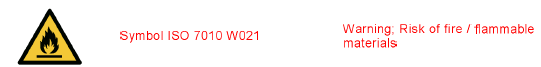 Symbol ISO 7010 W021
Warning; Risk of fire / flammable
materials